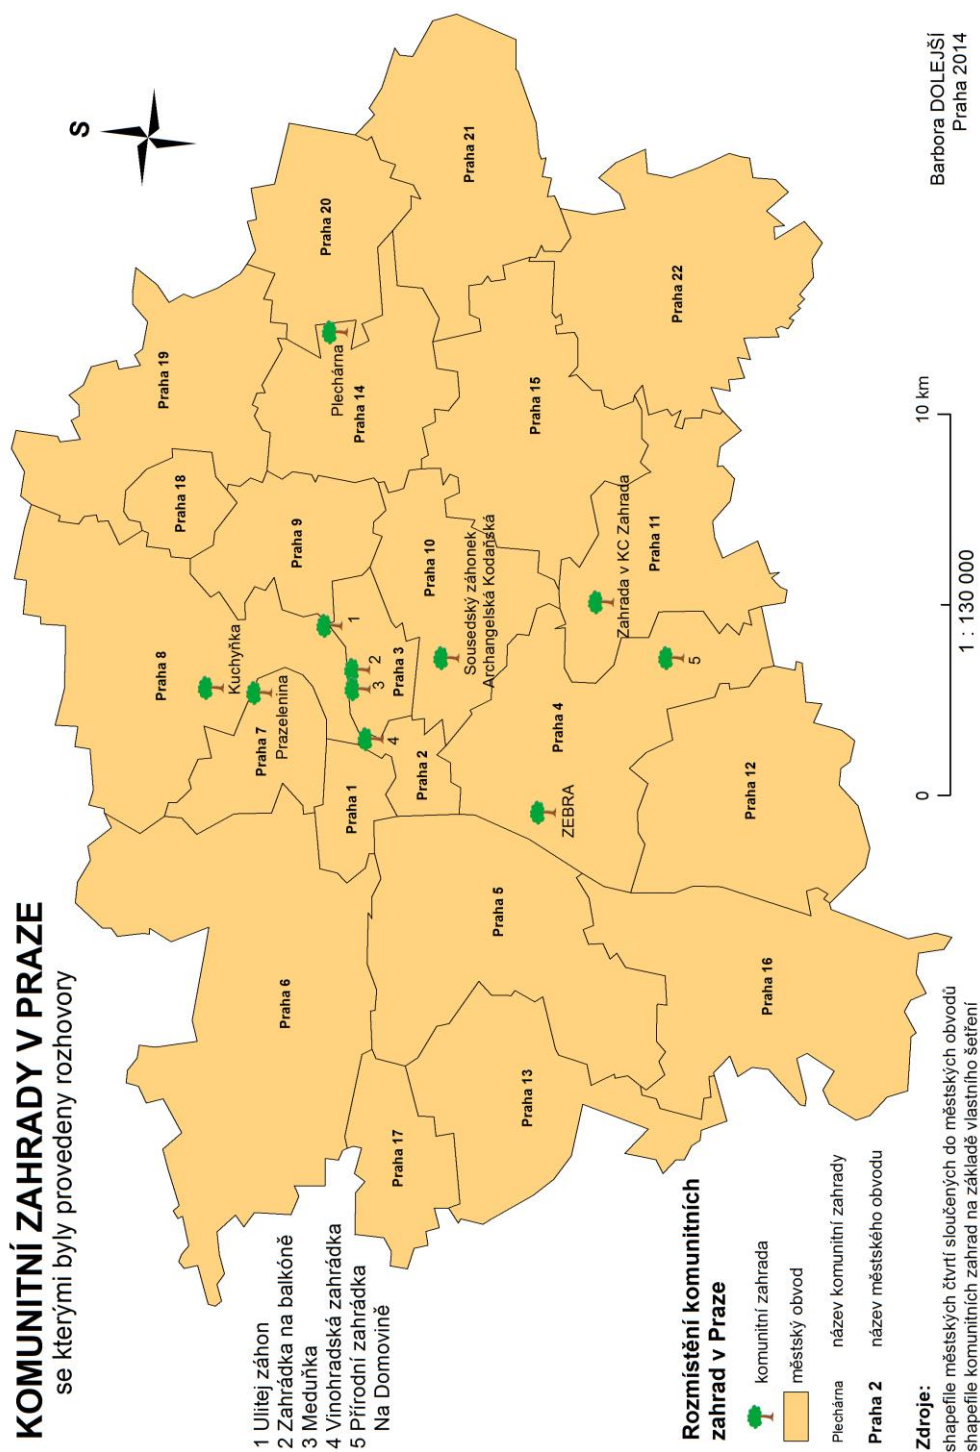 KOMUNITNÍ ZAHRADY V PRAZE
se kterými byly provedeny rozhovory
S
1 Ulitej záhon
2 Zahrádka na balkóně
3 Meduňka
4 Vinohradská zahrádka
5 Přírodní zahrádka
Na Domovině
Praha 8
Praha 19
Praha 18
Kuchyňka
Praha 7
Prazelenina
Praha 6
Praha 9
Praha 20
Plechárna
Praha 14
1
2
3
4
Praha 3
Praha 1
Praha 2
Praha 10
Sousedský záhonek
Archangelská Kodaňská
Praha 21
Praha 17
Praha 13
Praha 5
Praha 4
ZEBRA
Praha 15
Zahrada v KC Zahrada
Praha 11
5
Praha 22
Praha 12
Praha 16
Rozmístění komunitních
zahrad v Praze
komunitní zahrada
městský obvod
Plechárna název komunitní zahrady
Praha 2 název městského obvodu
0 10 km
1 : 130 000
Zdroje:
shapefile městských čtvrtí sloučených do městských obvodů
shapefile komunitních zahrad na základě vlastního šetření
Barbora DOLEJŠÍ
Praha 2014